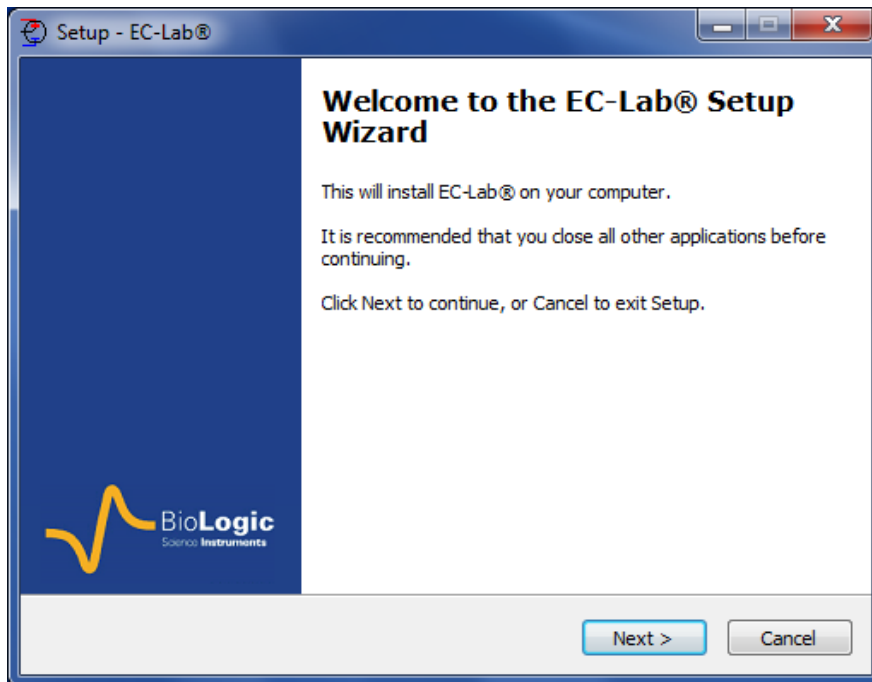 Setup - EC-Lab®
Welcome to the EC-Lab® Setup
Wizard
This will install EC-Lab® on your computer.
It is recommended that you close all other applications before
continuing.
Click Next to continue, or Cancel to exit Setup.
BioLogic
Science Instruments
Next >
Cancel